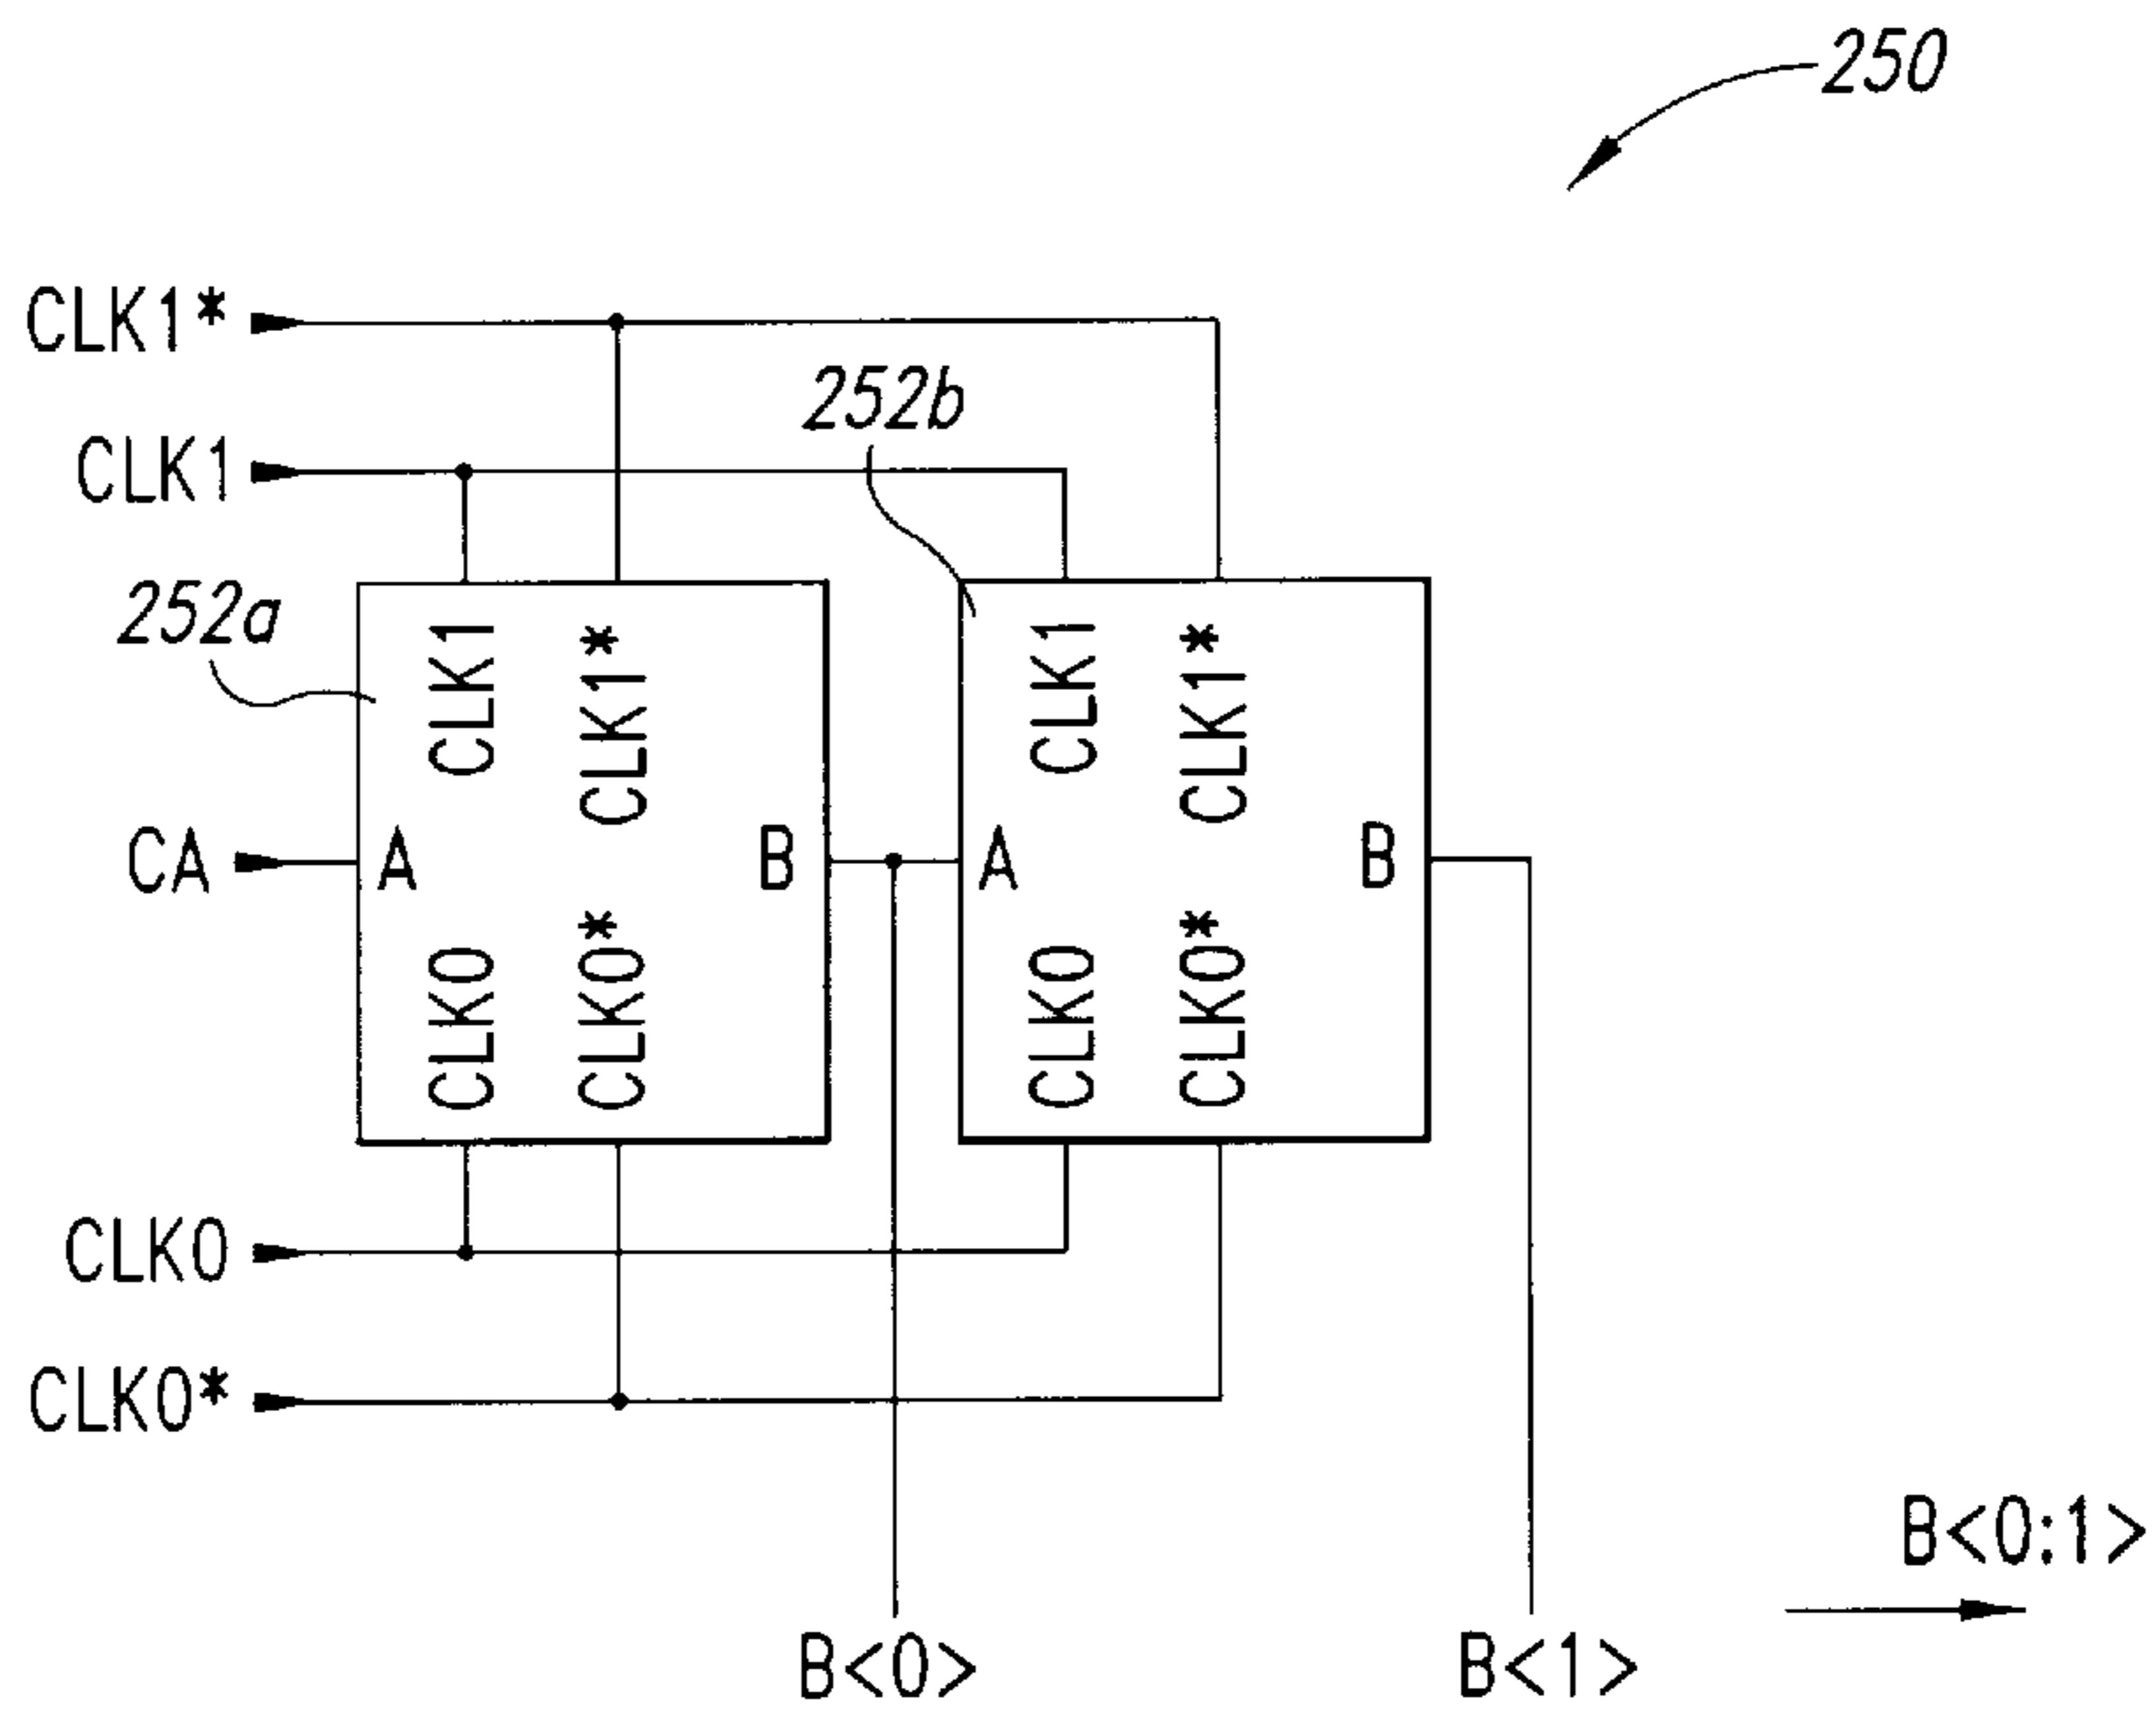 250
CLK1*
252b
CLK1
252a
CLK1
CLK1*
CLK1
CLK1*
CA
A
B
A
B
CLK0
CLK0*
CLK0
CLK0*
CLK0
CLK0*
B<0:1>
B<0>
B<1>